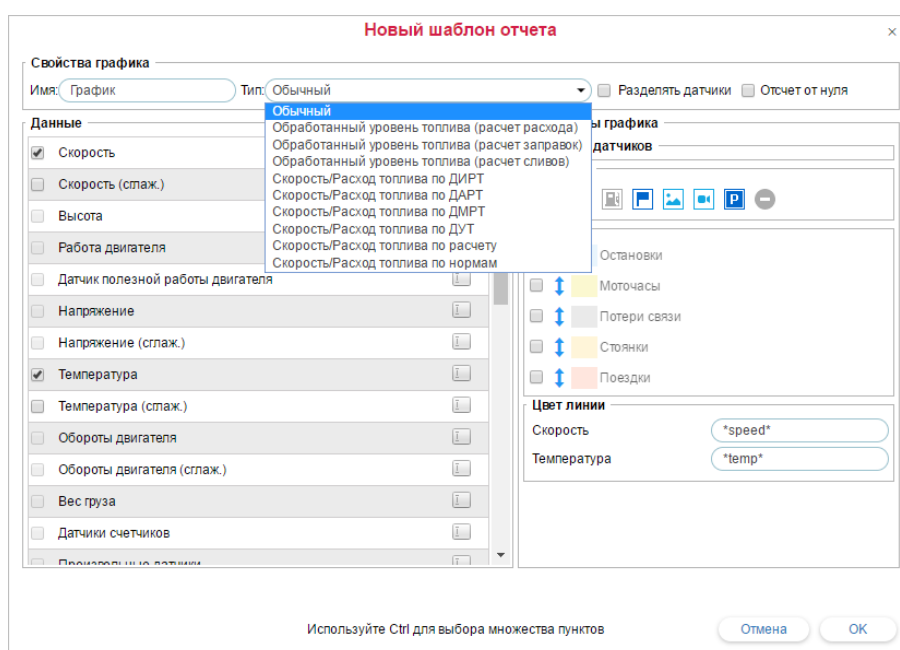 Новый шаблон отчета
Свойства графика
Имя: График Тип: Обычный Разделять датчики Отсчет от нуля
Обычный
Обработанный уровень топлива (расчет расхода)
Обработанный уровень топлива (расчет заправок)
Обработанный уровень топлива (расчет сливов)
Скорость/Расход топлива по ДИРТ
Скорость/Расход топлива по ДАРТ
Скорость/Расход топлива по ДМРТ
Скорость/Расход топлива по ДУТ
Скорость/Расход топлива по расчету
Скорость/Расход топлива по нормам
Данные
Скорость
Скорость (сглаж.)
Высота
Работа двигателя
Датчик полезной работы двигателя
Напряжение
Напряжение (сглаж.)
Температура
Температура (сглаж.)
Обороты двигателя
Обороты двигателя (сглаж.)
Вес груза
Датчики счетчиков
Произвольные датчики
графика
датчиков
P
Остановки
Моточасы
Потери связи
Стоянки
Поездки
Цвет линии
Скорость *speed*
Температура *temp*
Используйте Ctrl для выбора множества пунктов
Отмена OK